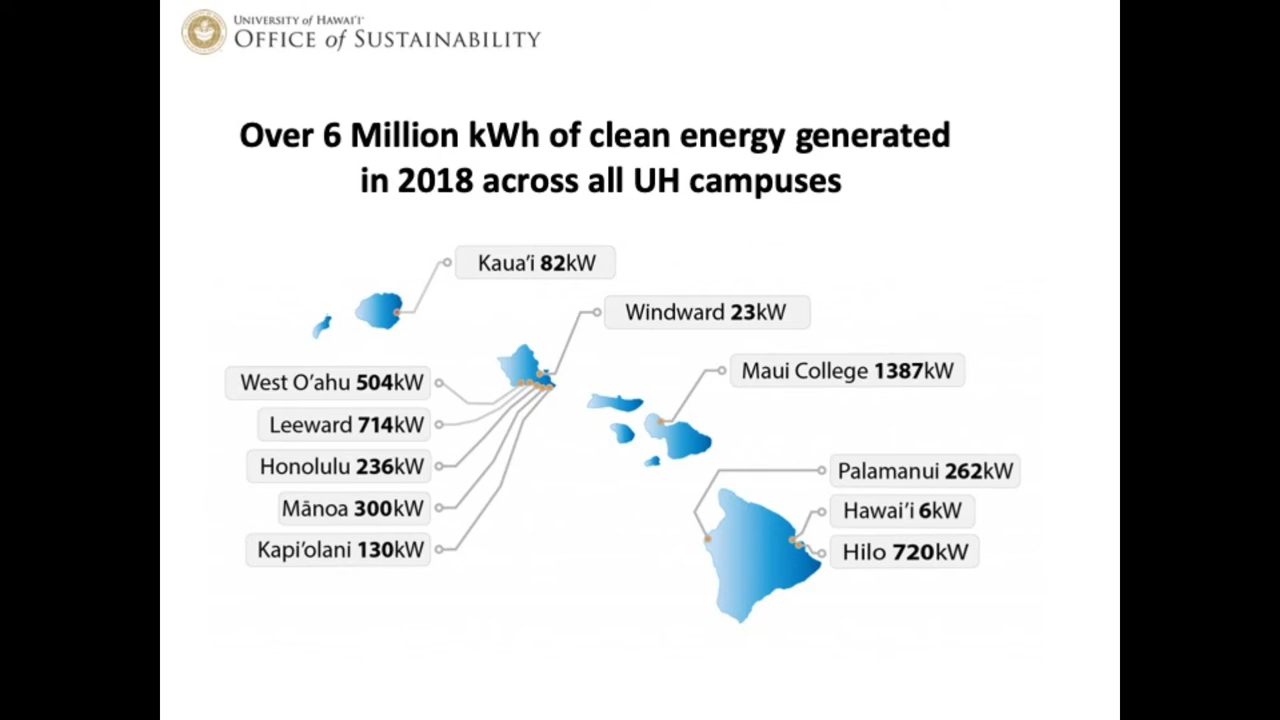 UNIVERSITY of HAWAI‘I
OFFICE of SUSTAINABILITY
Over 6 Million kWh of clean energy generated
in 2018 across all UH campuses
Kaua‘i 82kW
Windward 23kW
Maui College 1387kW
West O‘ahu 504kW
Leeward 714kW
Honolulu 236kW
Mānoa 300kW
Kapi‘olani 130kW
Palamanui 262kW
Hawai‘i 6kW
Hilo 720kW